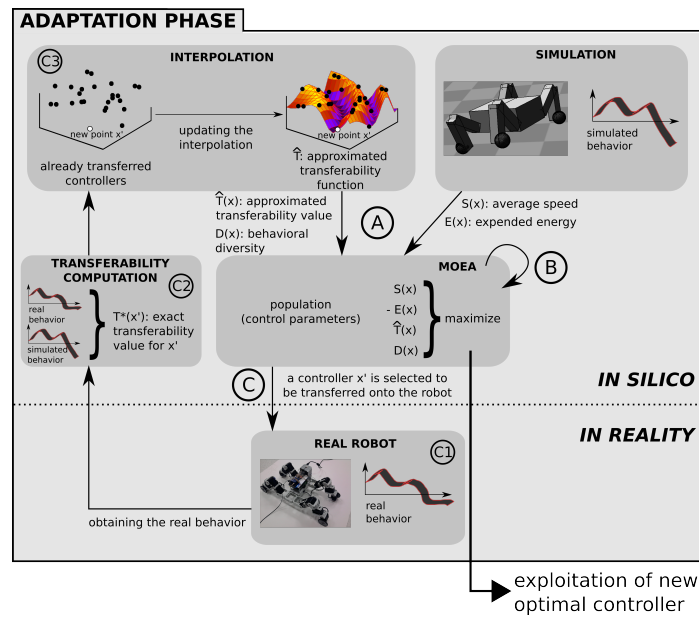 ADAPTATION PHASE
C3
INTERPOLATION
new point x'
updating the
interpolation
new point x'
already transferred
controllers
T̂: approximated
transferability
function
SIMULATION
simulated
behavior
T̂(x): approximated
transferability value
D(x): behavioral
diversity
A
S(x): average speed
E(x): expended energy
TRANSFERABILITY
COMPUTATION
C2
real
behavior
simulated
behavior
T*(x'): exact
transferability
value for x'
MOEA
B
population
(control parameters)
S(x)
- E(x)
T̂(x)
D(x)
maximize
C
a controller x' is selected to
be transferred onto the robot
IN SILICO
IN REALITY
REAL ROBOT
C1
real
behavior
obtaining the real behavior
exploitation of new
optimal controller